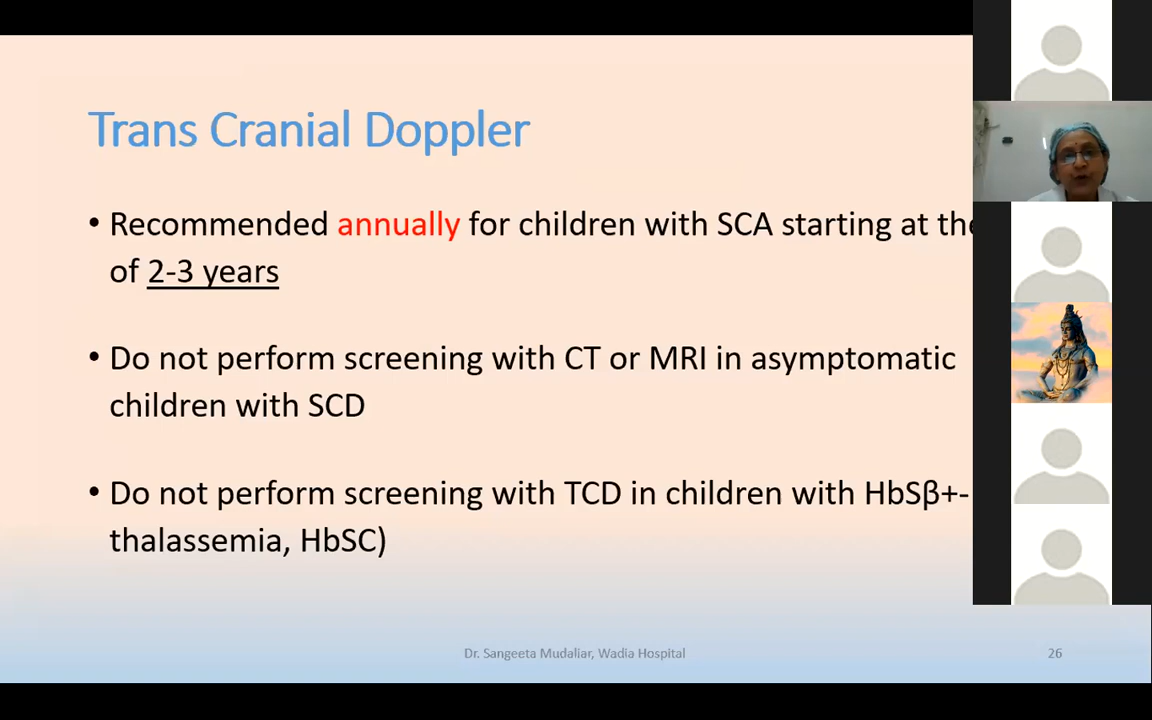 Trans Cranial Doppler
• Recommended annually for children with SCA starting at the
of 2-3 years
• Do not perform screening with CT or MRI in asymptomatic
children with SCD
• Do not perform screening with TCD in children with HbSβ+-
thalassemia, HbSC)
Dr. Sangeeta Mudaliar, Wadia Hospital
26